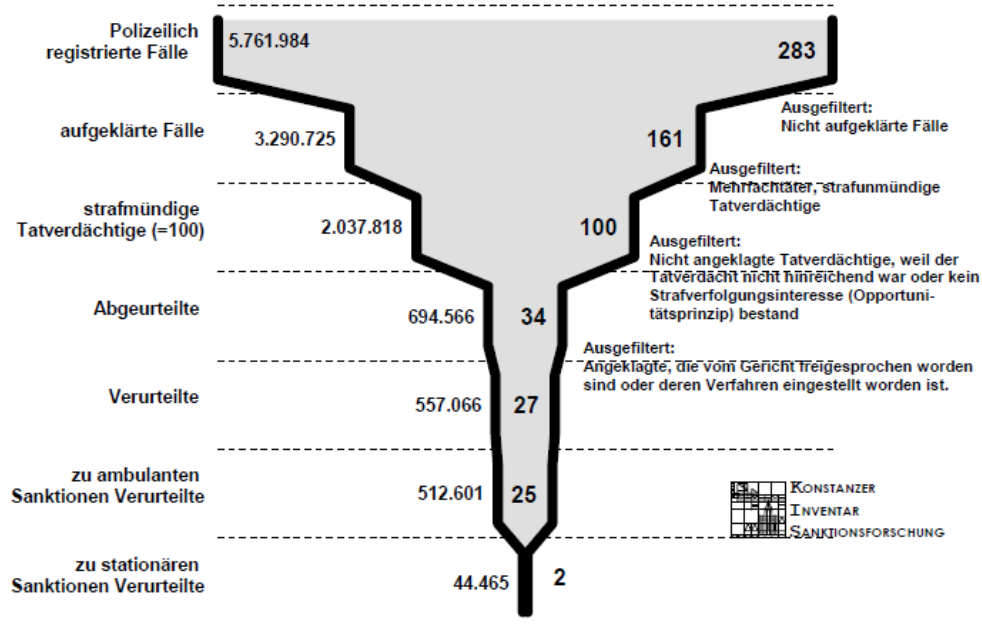 Polizeilich
registrierte Fälle
5.761.984
283
Ausgefiltert:
Nicht aufgeklärte Fälle
aufgeklärte Fälle
3.290.725
161
Ausgefiltert:
Mehrfachtäter, strafunmündige
Tatverdächtige
strafmündige
Tatverdächtige (=100)
2.037.818
100
Ausgefiltert:
Nicht angeklagte Tatverdächtige, weil der
Tatverdacht nicht hinreichend war oder kein
Strafverfolgungsinteresse (Opportuni-
tätsprinzip) bestand
Abgeurteilte
694.566
34
Ausgefiltert:
Angeklagte, die vom Gericht freigesprochen worden
sind oder deren Verfahren eingestellt worden ist.
Verurteilte
557.066
27
zu ambulanten
Sanktionen Verurteilte
512.601
25
KONSTANZER
INVENTAR
SANKTIONSFORSCHUNG
zu stationären
Sanktionen Verurteilte
44.465
2